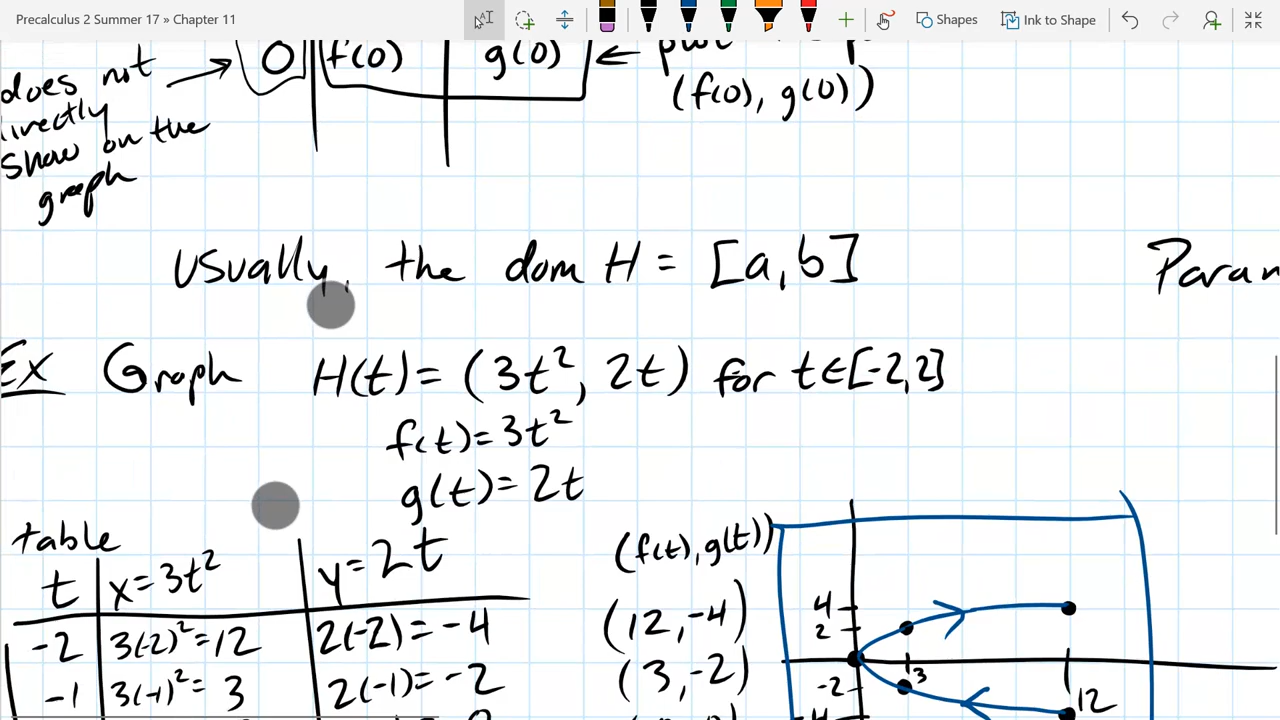 Precalculus 2 Summer 17 » Chapter 11
Shapes
Ink to Shape
does not
directly
show on the
graph
0 f(0) g(0)
(f(0), g(0))
Usually, the dom H = [a,b]
Param
Ex Graph H(t) = (3t², 2t) for t∈[-2,2]
f(t) = 3t²
g(t) = 2t
table
t x = 3t² y = 2t (f(t), g(t))
-2 3(-2)² = 12 2(-2) = -4 (12, -4)
-1 3(-1)² = 3 2(-1) = -2 (3, -2)
4
2
-2
3
12